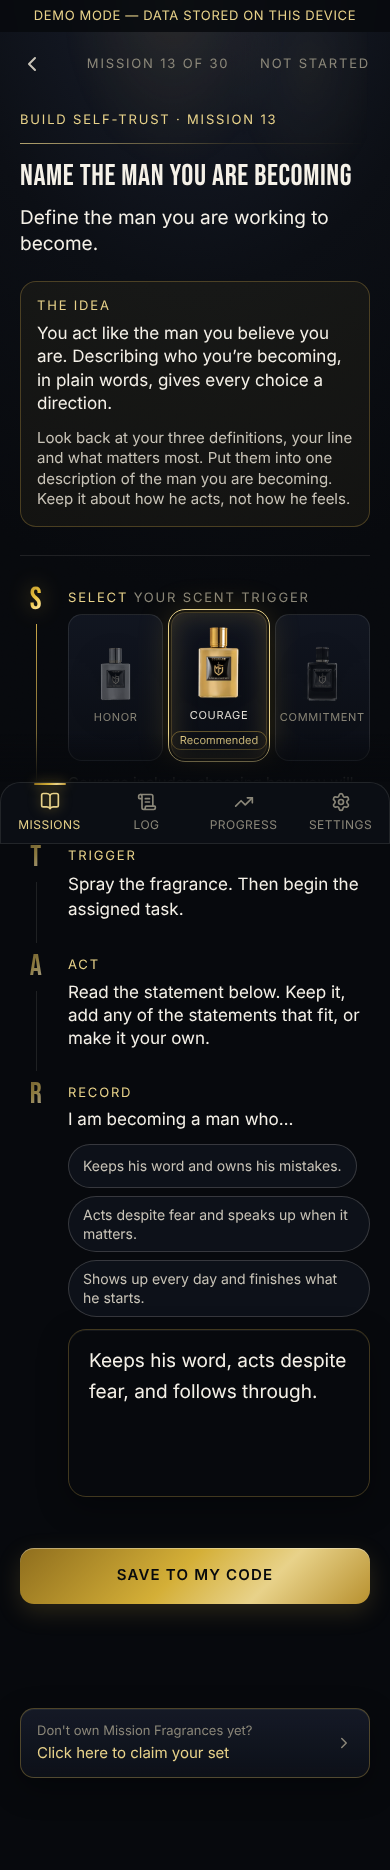 DEMO MODE — DATA STORED ON THIS DEVICE
MISSION 13 OF 30 NOT STARTED
BUILD SELF-TRUST · MISSION 13
NAME THE MAN YOU ARE BECOMING
Define the man you are working to
become.
THE IDEA
You act like the man you believe you
are. Describing who you’re becoming,
in plain words, gives every choice a
direction.
Look back at your three definitions, your line
and what matters most. Put them into one
description of the man you are becoming.
Keep it about how he acts, not how he feels.
S SELECT YOUR SCENT TRIGGER
HONOR COURAGE COMMITMENT
Recommended
MISSIONS LOG PROGRESS SETTINGS
T TRIGGER
Spray the fragrance. Then begin the
assigned task.
A ACT
Read the statement below. Keep it,
add any of the statements that fit, or
make it your own.
R RECORD
I am becoming a man who...
Keeps his word and owns his mistakes.
Acts despite fear and speaks up when it
matters.
Shows up every day and finishes what
he starts.
Keeps his word, acts despite
fear, and follows through.
SAVE TO MY CODE
Don't own Mission Fragrances yet?
Click here to claim your set